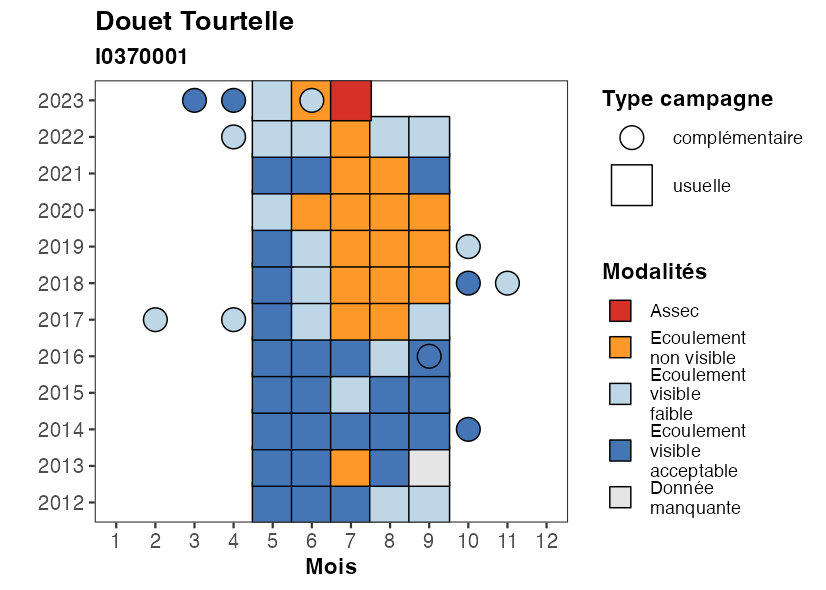 Douet Tourtelle
I0370001
2023
2022
2021
2020
2019
2018
2017
2016
2015
2014
2013
2012
1 2 3 4 5 6 7 8 9 10 11 12
Mois
Type campagne
complémentaire
usuelle
Modalités
Assec
Ecoulement
non visible
Ecoulement
visible
faible
Ecoulement
visible
acceptable
Donnée
manquante